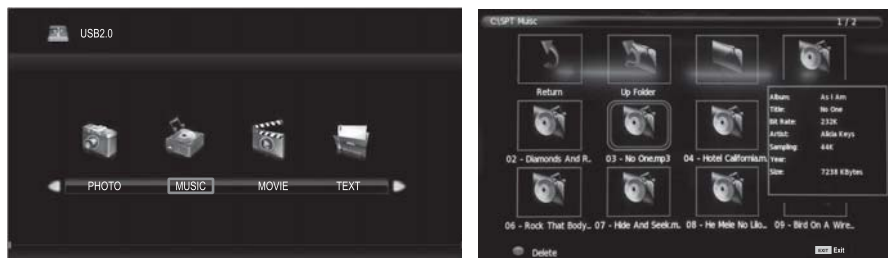 USB2.0
PHOTO MUSIC MOVIE TEXT
C:\SPT Music 1 / 2
Return Up Folder
Album: As I Am
Title: No One
Bit Rate: 232K
Artist: Alicia Keys
Sampling: 44K
Year:
Size: 7238 KBytes
02 - Diamonds And R.. 03 - No One.mp3 04 - Hotel California.m
06 - Rock That Body.. 07 - Hide And Seek.m. 08 - He Mele No Lilo.. 09 - Bird On A Wire..
Delete EXIT Exit